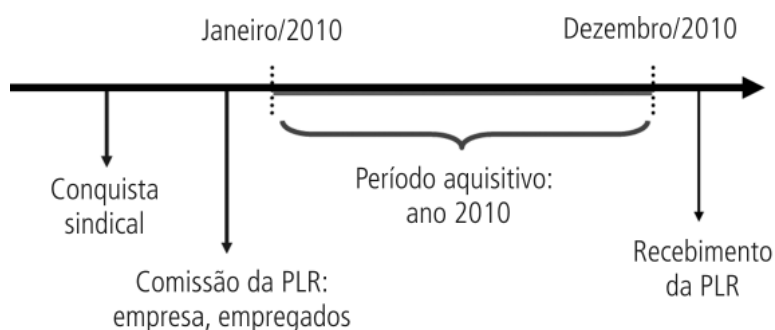 Janeiro/2010
Dezembro/2010
Conquista
sindical
Período aquisitivo:
ano 2010
Comissão da PLR:
empresa, empregados
Recebimento
da PLR